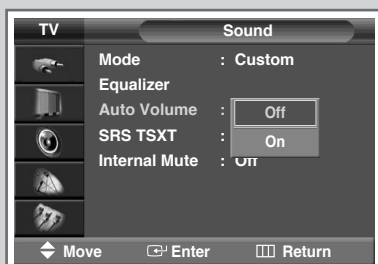 TV Sound
Mode : Custom
Equalizer
Auto Volume : Off
SRS TSXT : On
Internal Mute : Off
Move Enter Return